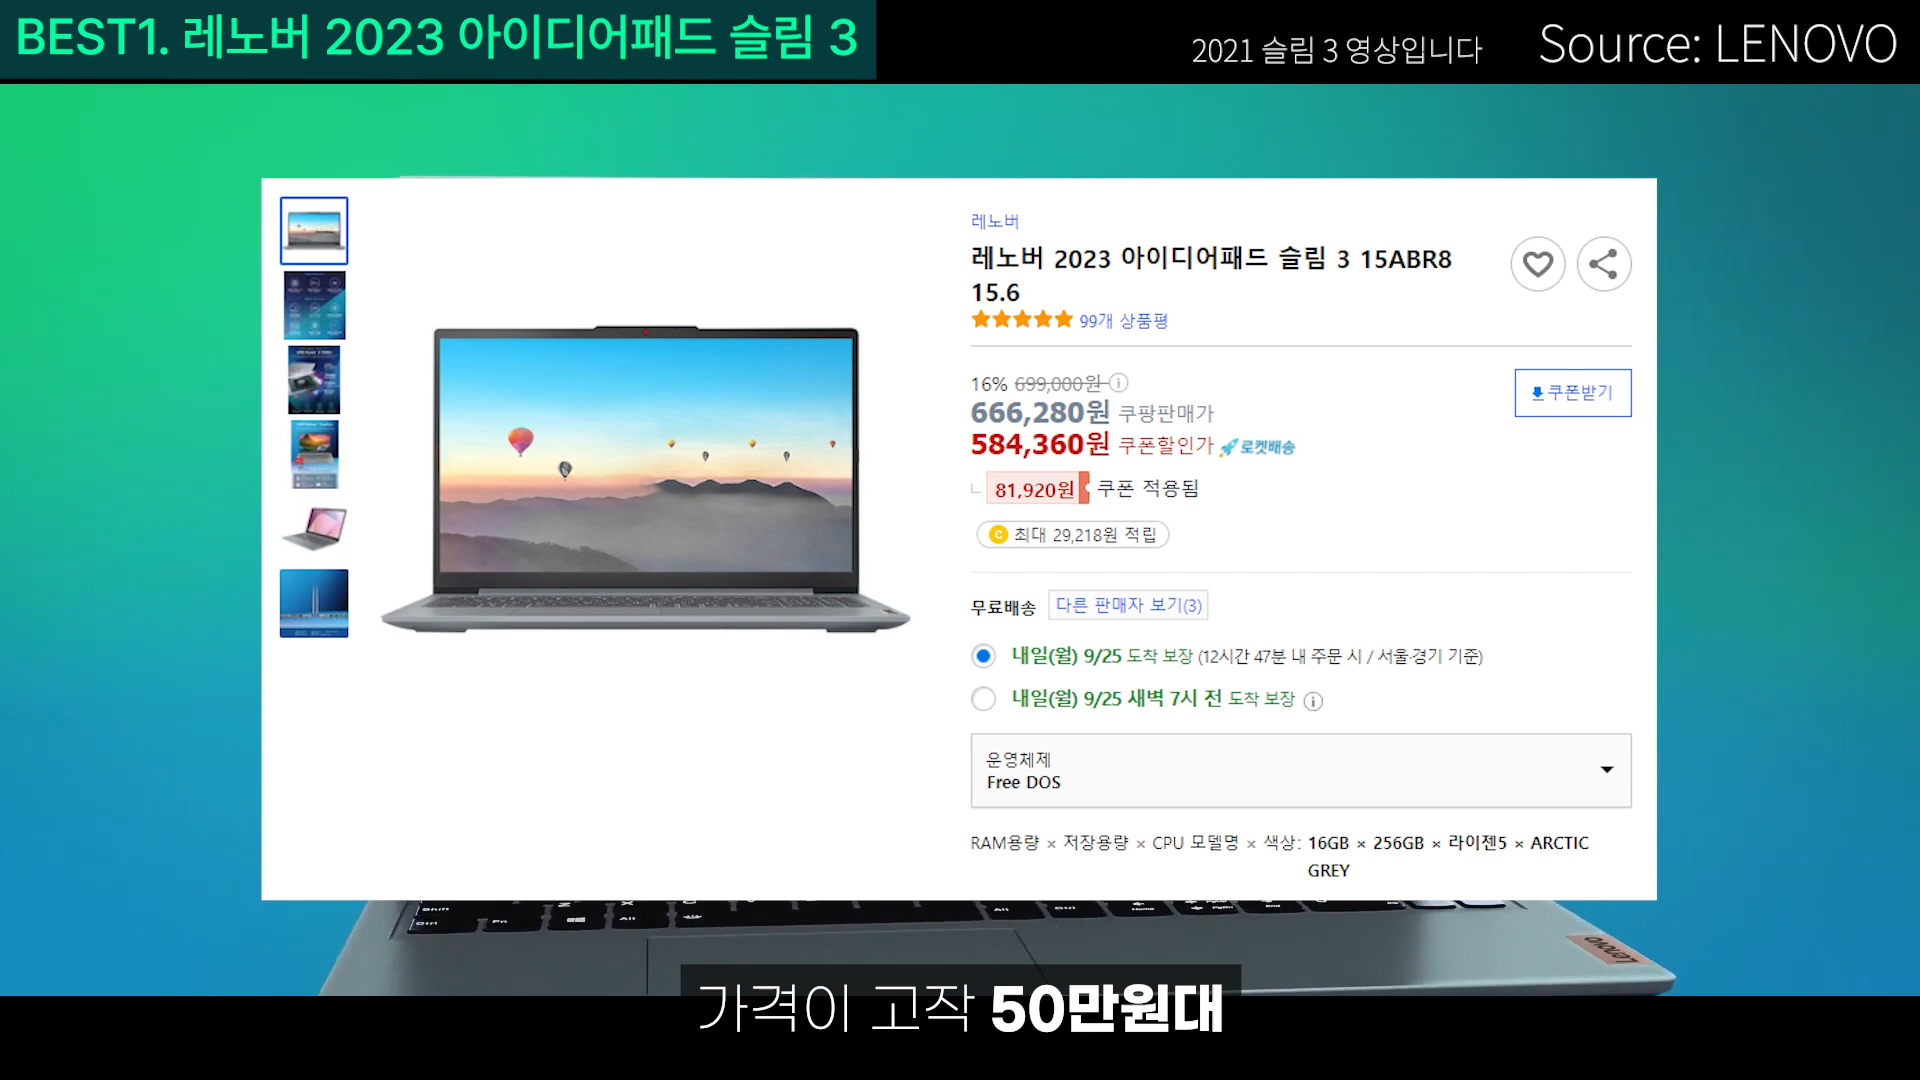 BEST1. 레노버 2023 아이디어패드 슬림 3
2021 슬림 3 영상입니다
Source: LENOVO
레노버
레노버 2023 아이디어패드 슬림 3 15ABR8
15.6
99개 상품평
16% 699,000원
666,280원 쿠팡판매가
쿠폰받기
584,360원 쿠폰할인가 로켓배송
81,920원 쿠폰 적용됨
C 최대 29,218원 적립
무료배송 다른 판매자 보기(3)
내일(월) 9/25 도착 보장 (12시간 47분 내 주문 시 / 서울·경기 기준)
내일(월) 9/25 새벽 7시 전 도착 보장
운영체제
Free DOS
RAM용량 × 저장용량 × CPU 모델명 × 색상: 16GB × 256GB × 라이젠5 × ARCTIC
GREY
Ctrl Fn Alt Alt Ctrl
Lenovo
가격이 고작 50만원대